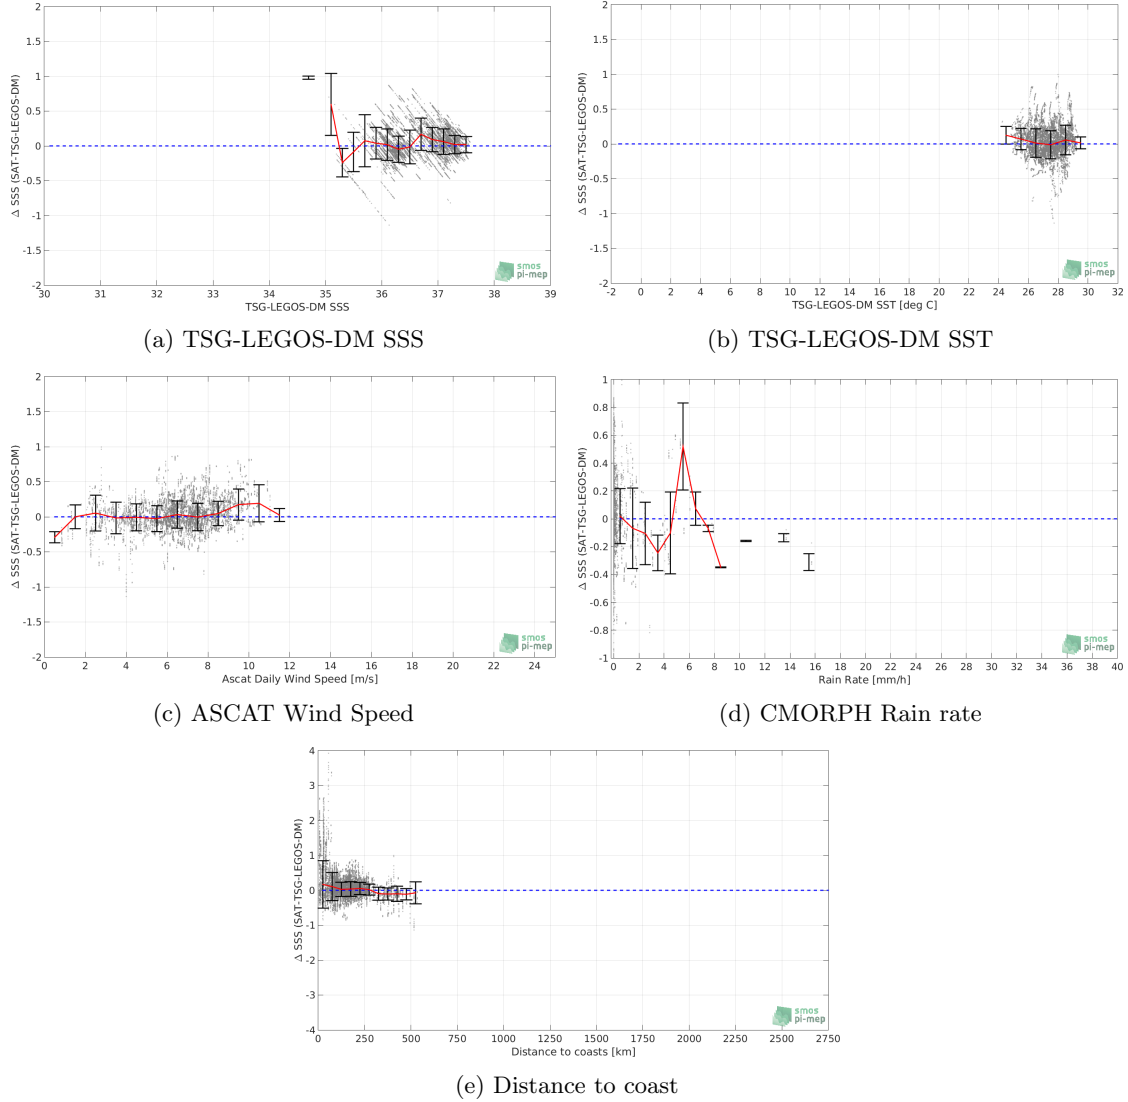 2
1.5
1
0.5
0
-0.5
-1
-1.5
-2
Δ SSS (SAT-TSG-LEGOS-DM)
30 31 32 33 34 35 36 37 38 39
TSG-LEGOS-DM SSS
smos
pi-mep
(a) TSG-LEGOS-DM SSS
2
1.5
1
0.5
0
-0.5
-1
-1.5
-2
Δ SSS (SAT-TSG-LEGOS-DM)
-2 0 2 4 6 8 10 12 14 16 18 20 22 24 26 28 30 32
TSG-LEGOS-DM SST [deg C]
smos
pi-mep
(b) TSG-LEGOS-DM SST
2
1.5
1
0.5
0
-0.5
-1
-1.5
-2
Δ SSS (SAT-TSG-LEGOS-DM)
0 2 4 6 8 10 12 14 16 18 20 22 24
Ascat Daily Wind Speed [m/s]
smos
pi-mep
(c) ASCAT Wind Speed
1
0.8
0.6
0.4
0.2
0
-0.2
-0.4
-0.6
-0.8
-1
Δ SSS (SAT-TSG-LEGOS-DM)
0 2 4 6 8 10 12 14 16 18 20 22 24 26 28 30 32 34 36 38 40
Rain Rate [mm/h]
smos
pi-mep
(d) CMORPH Rain rate
4
3
2
1
0
-1
-2
-3
-4
Δ SSS (SAT-TSG-LEGOS-DM)
0 250 500 750 1000 1250 1500 1750 2000 2250 2500 2750
Distance to coasts [km]
smos
pi-mep
(e) Distance to coast